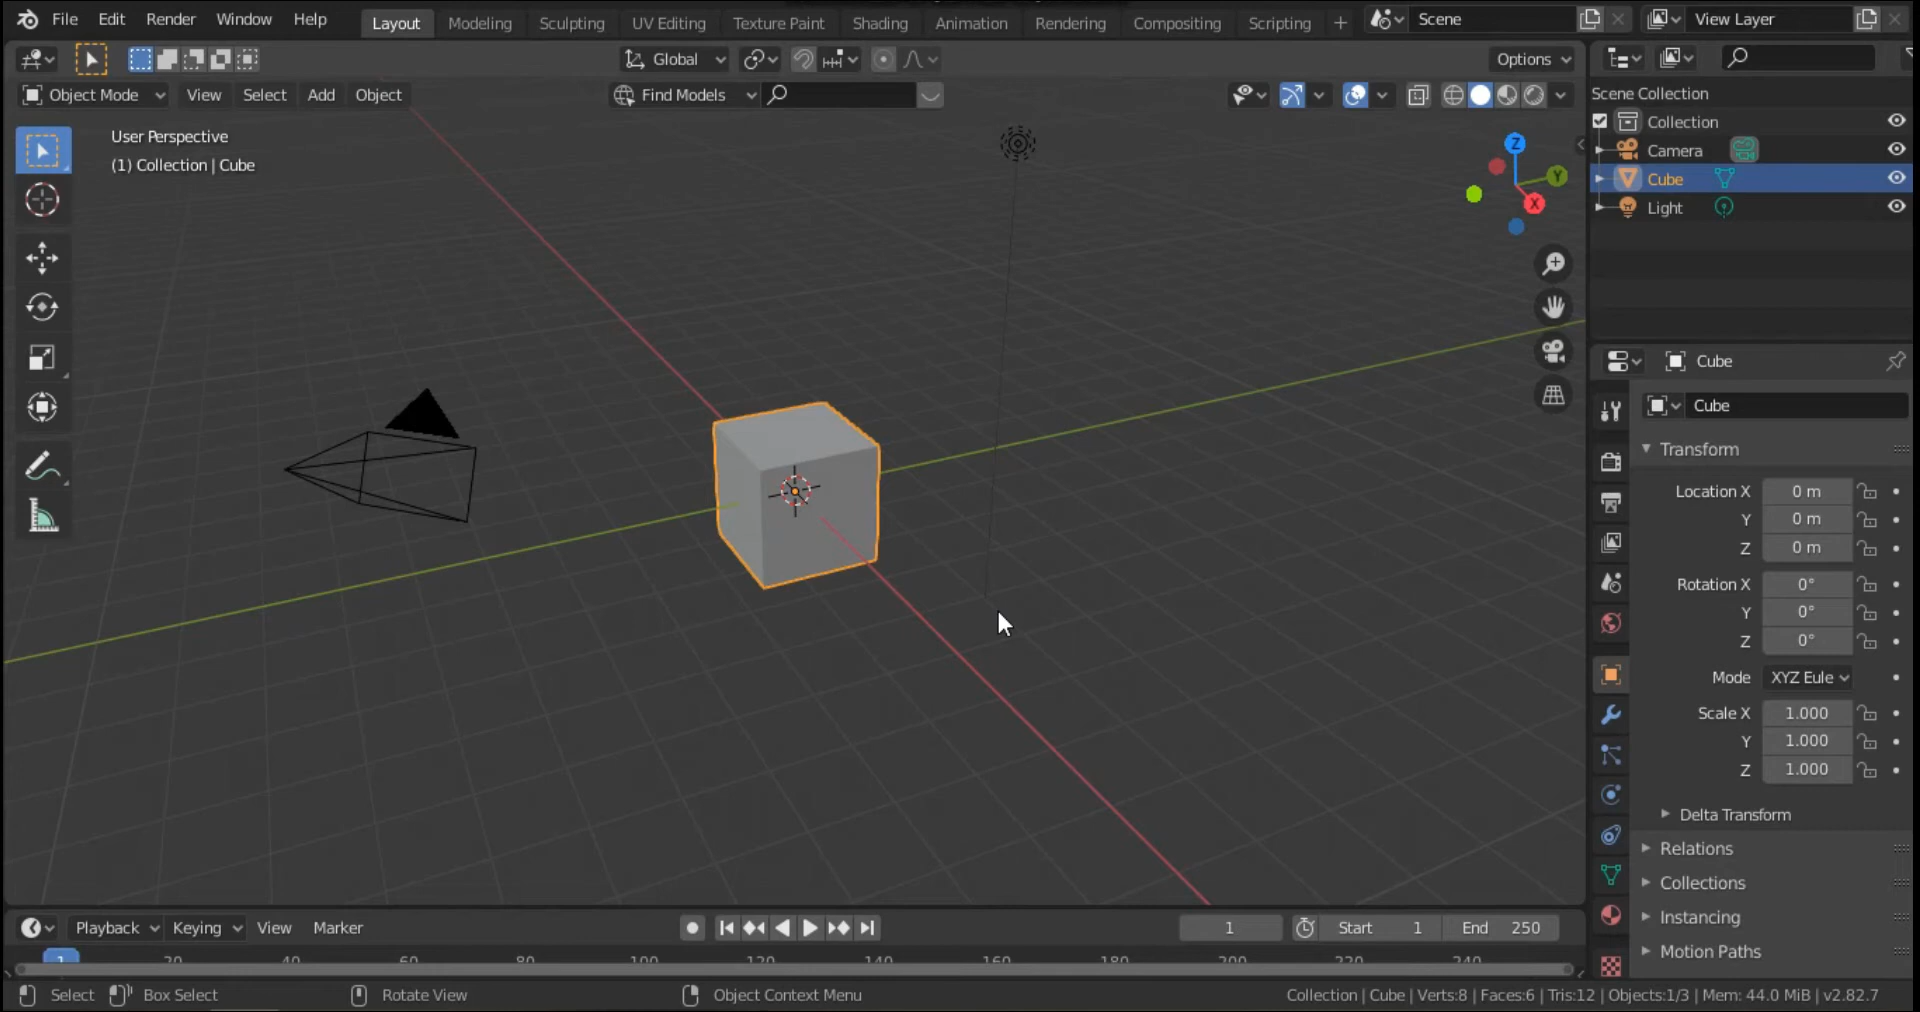 File Edit Render Window Help Layout Modeling Sculpting UV Editing Texture Paint Shading Animation Rendering Compositing Scripting + Scene View Layer
Global Options
Object Mode View Select Add Object Find Models
User Perspective
(1) Collection | Cube
Z
Y
X
Scene Collection
Collection
Camera
Cube
Light
Cube
Cube
Transform
Location X 0 m
Y 0 m
Z 0 m
Rotation X 0°
Y 0°
Z 0°
Mode XYZ Eule
Scale X 1.000
Y 1.000
Z 1.000
Delta Transform
Relations
Collections
Instancing
Motion Paths
Playback Keying View Marker 1 Start 1 End 250
1 20 40 60 80 100 120 140 160 180 200 220 240
Select Box Select Rotate View Object Context Menu Collection | Cube | Verts:8 | Faces:6 | Tris:12 | Objects:1/3 | Mem: 44.0 MiB | v2.82.7